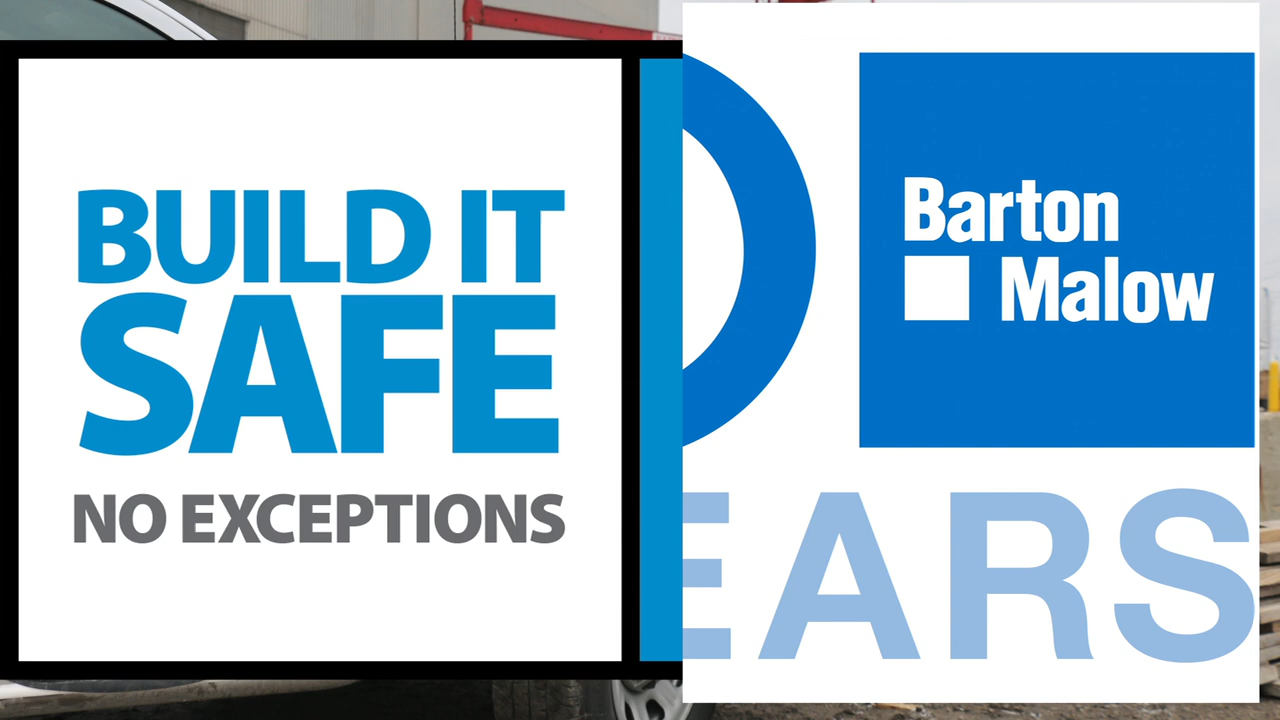 BUILD IT
SAFE
NO EXCEPTIONS
Barton
Malow
EARS